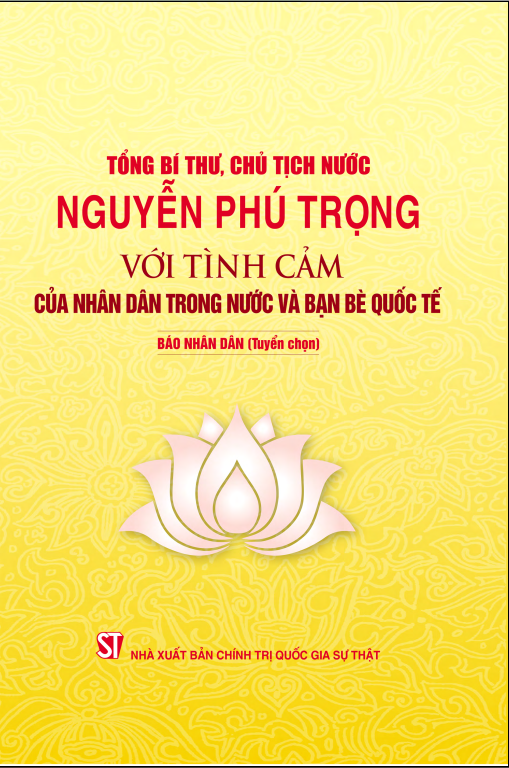 TỔNG BÍ THƯ, CHỦ TỊCH NƯỚC
NGUYỄN PHÚ TRỌNG
VỚI TÌNH CẢM
CỦA NHÂN DÂN TRONG NƯỚC VÀ BẠN BÈ QUỐC TẾ
BÁO NHÂN DÂN (Tuyển chọn)
ST NHÀ XUẤT BẢN CHÍNH TRỊ QUỐC GIA SỰ THẬT